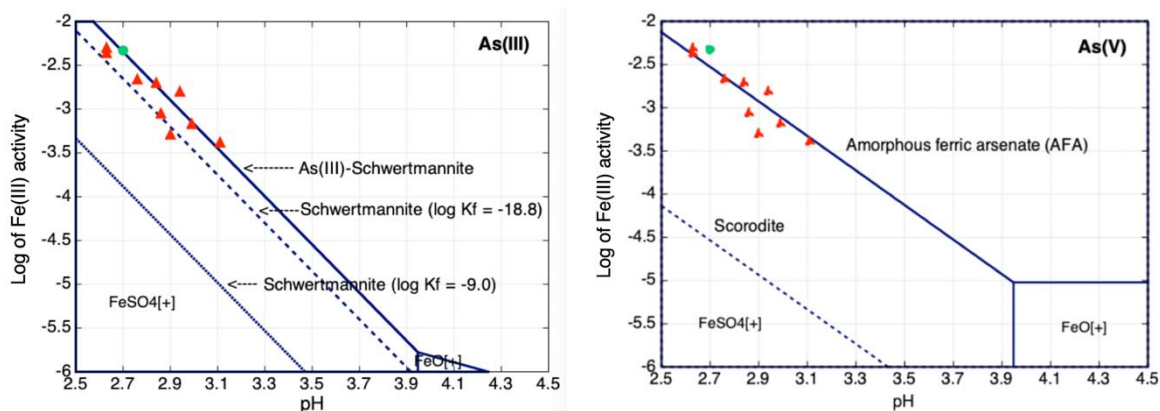 -2
-2.5
-3
-3.5
-4
-4.5
-5
-5.5
-6
Log of Fe(III) activity
As(III)
As(III)-Schwertmannite
Schwertmannite (log Kf = -18.8)
Schwertmannite (log Kf = -9.0)
FeSO4[+]
FeO[+]
2.5 2.7 2.9 3.1 3.3 3.5 3.7 3.9 4.1 4.3 4.5
pH
-2
-2.5
-3
-3.5
-4
-4.5
-5
-5.5
-6
Log of Fe(III) activity
As(V)
Amorphous ferric arsenate (AFA)
Scorodite
FeSO4[+]
FeO[+]
2.5 2.7 2.9 3.1 3.3 3.5 3.7 3.9 4.1 4.3 4.5
pH